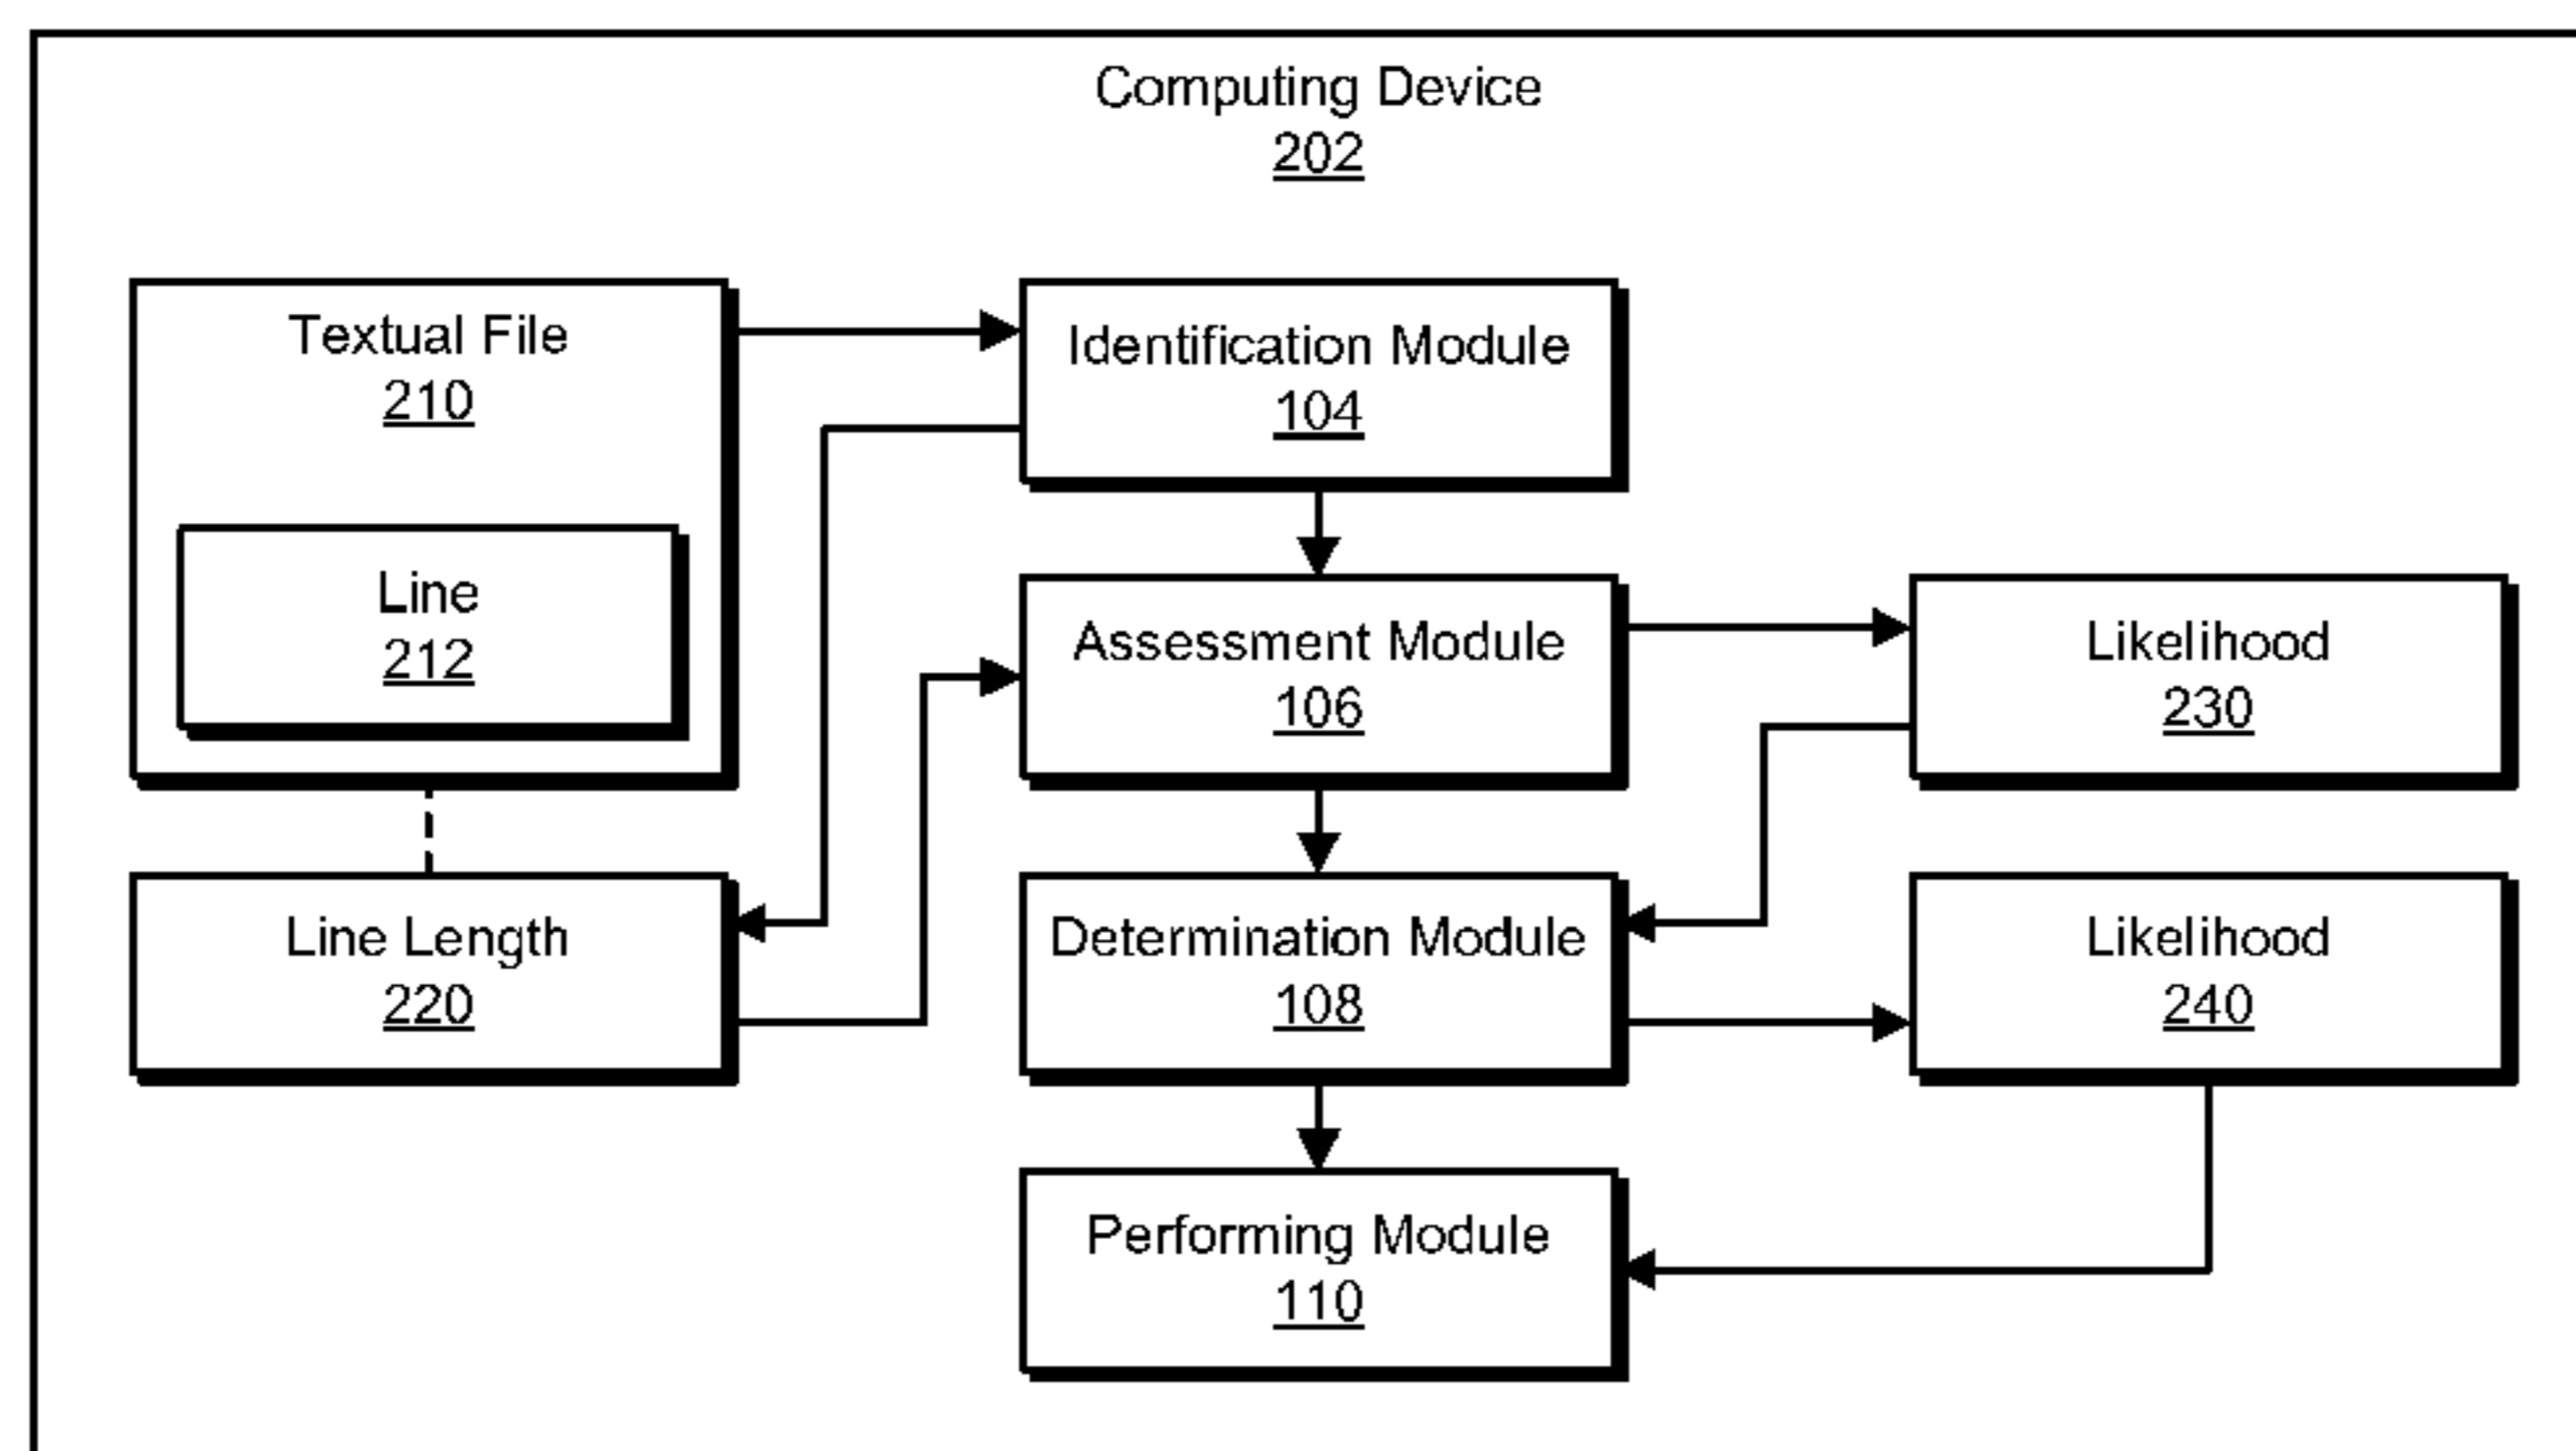 Computing Device
202
Textual File
210
Identification Module
104
Line
212
Assessment Module
106
Likelihood
230
Line Length
220
Determination Module
108
Likelihood
240
Performing Module
110